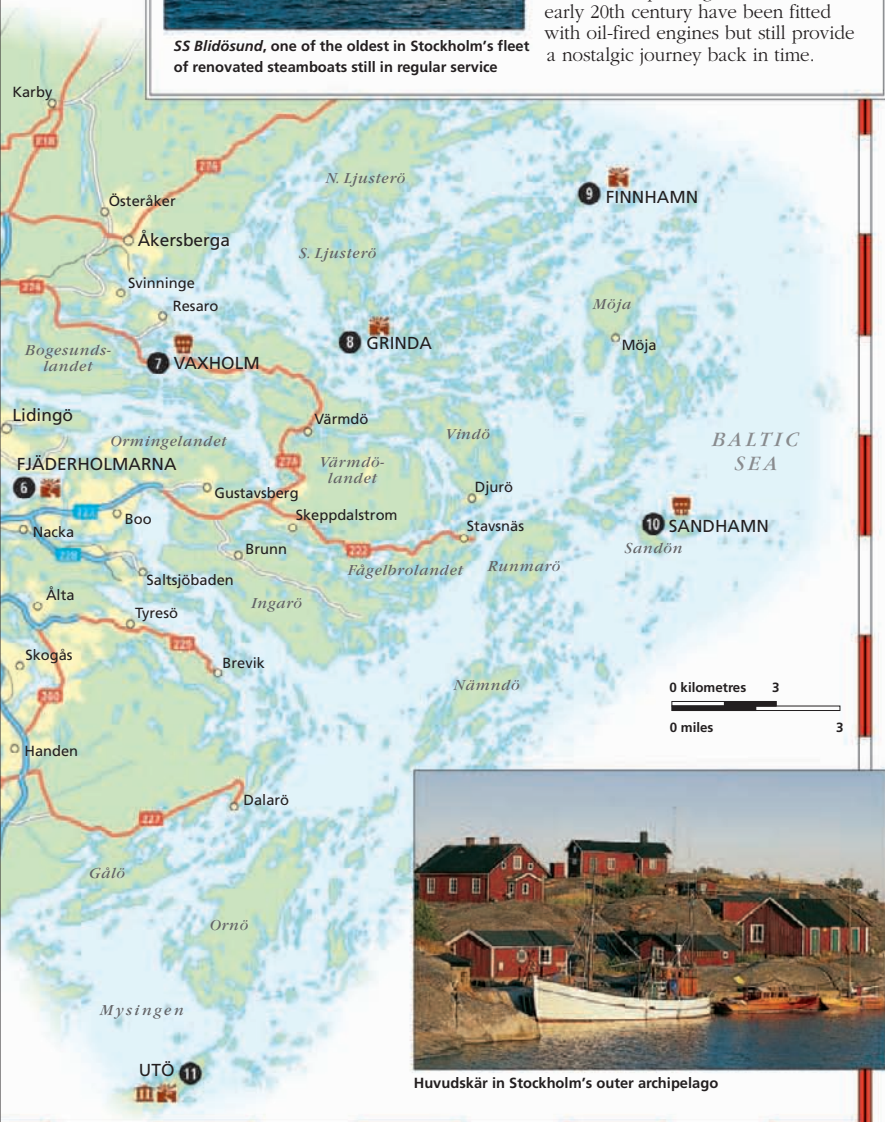 early 20th century have been fitted
with oil-fired engines but still provide
a nostalgic journey back in time.
SS Blidösund, one of the oldest in Stockholm's fleet
of renovated steamboats still in regular service
Karby
E18
276
N. Ljusterö
9 FINNHAMN
Österåker
Åkersberga
S. Ljusterö
Svinninge
274
Resaro
Möja
Möja
8 GRINDA
Bogesunds-
landet
7 VAXHOLM
Lidingö
Värmdö
Vindö
BALTIC
SEA
Ormingelandet
FJÄDERHOLMARNA
6
274
Värmdö-
landet
Gustavsberg
Djurö
222
Boo
Skeppdalstrom
Stavsnäs
10 SANDHAMN
Sandön
Nacka
228
Brunn
222
Fågelbrolandet
Runmarö
Saltsjöbaden
Ålta
Ingarö
Tyresö
Skogås
229
Brevik
Nämndö
260
0 kilometres 3
0 miles 3
Handen
Dalarö
227
Gålö
Ornö
Mysingen
UTÖ 11
Huvudskär in Stockholm's outer archipelago